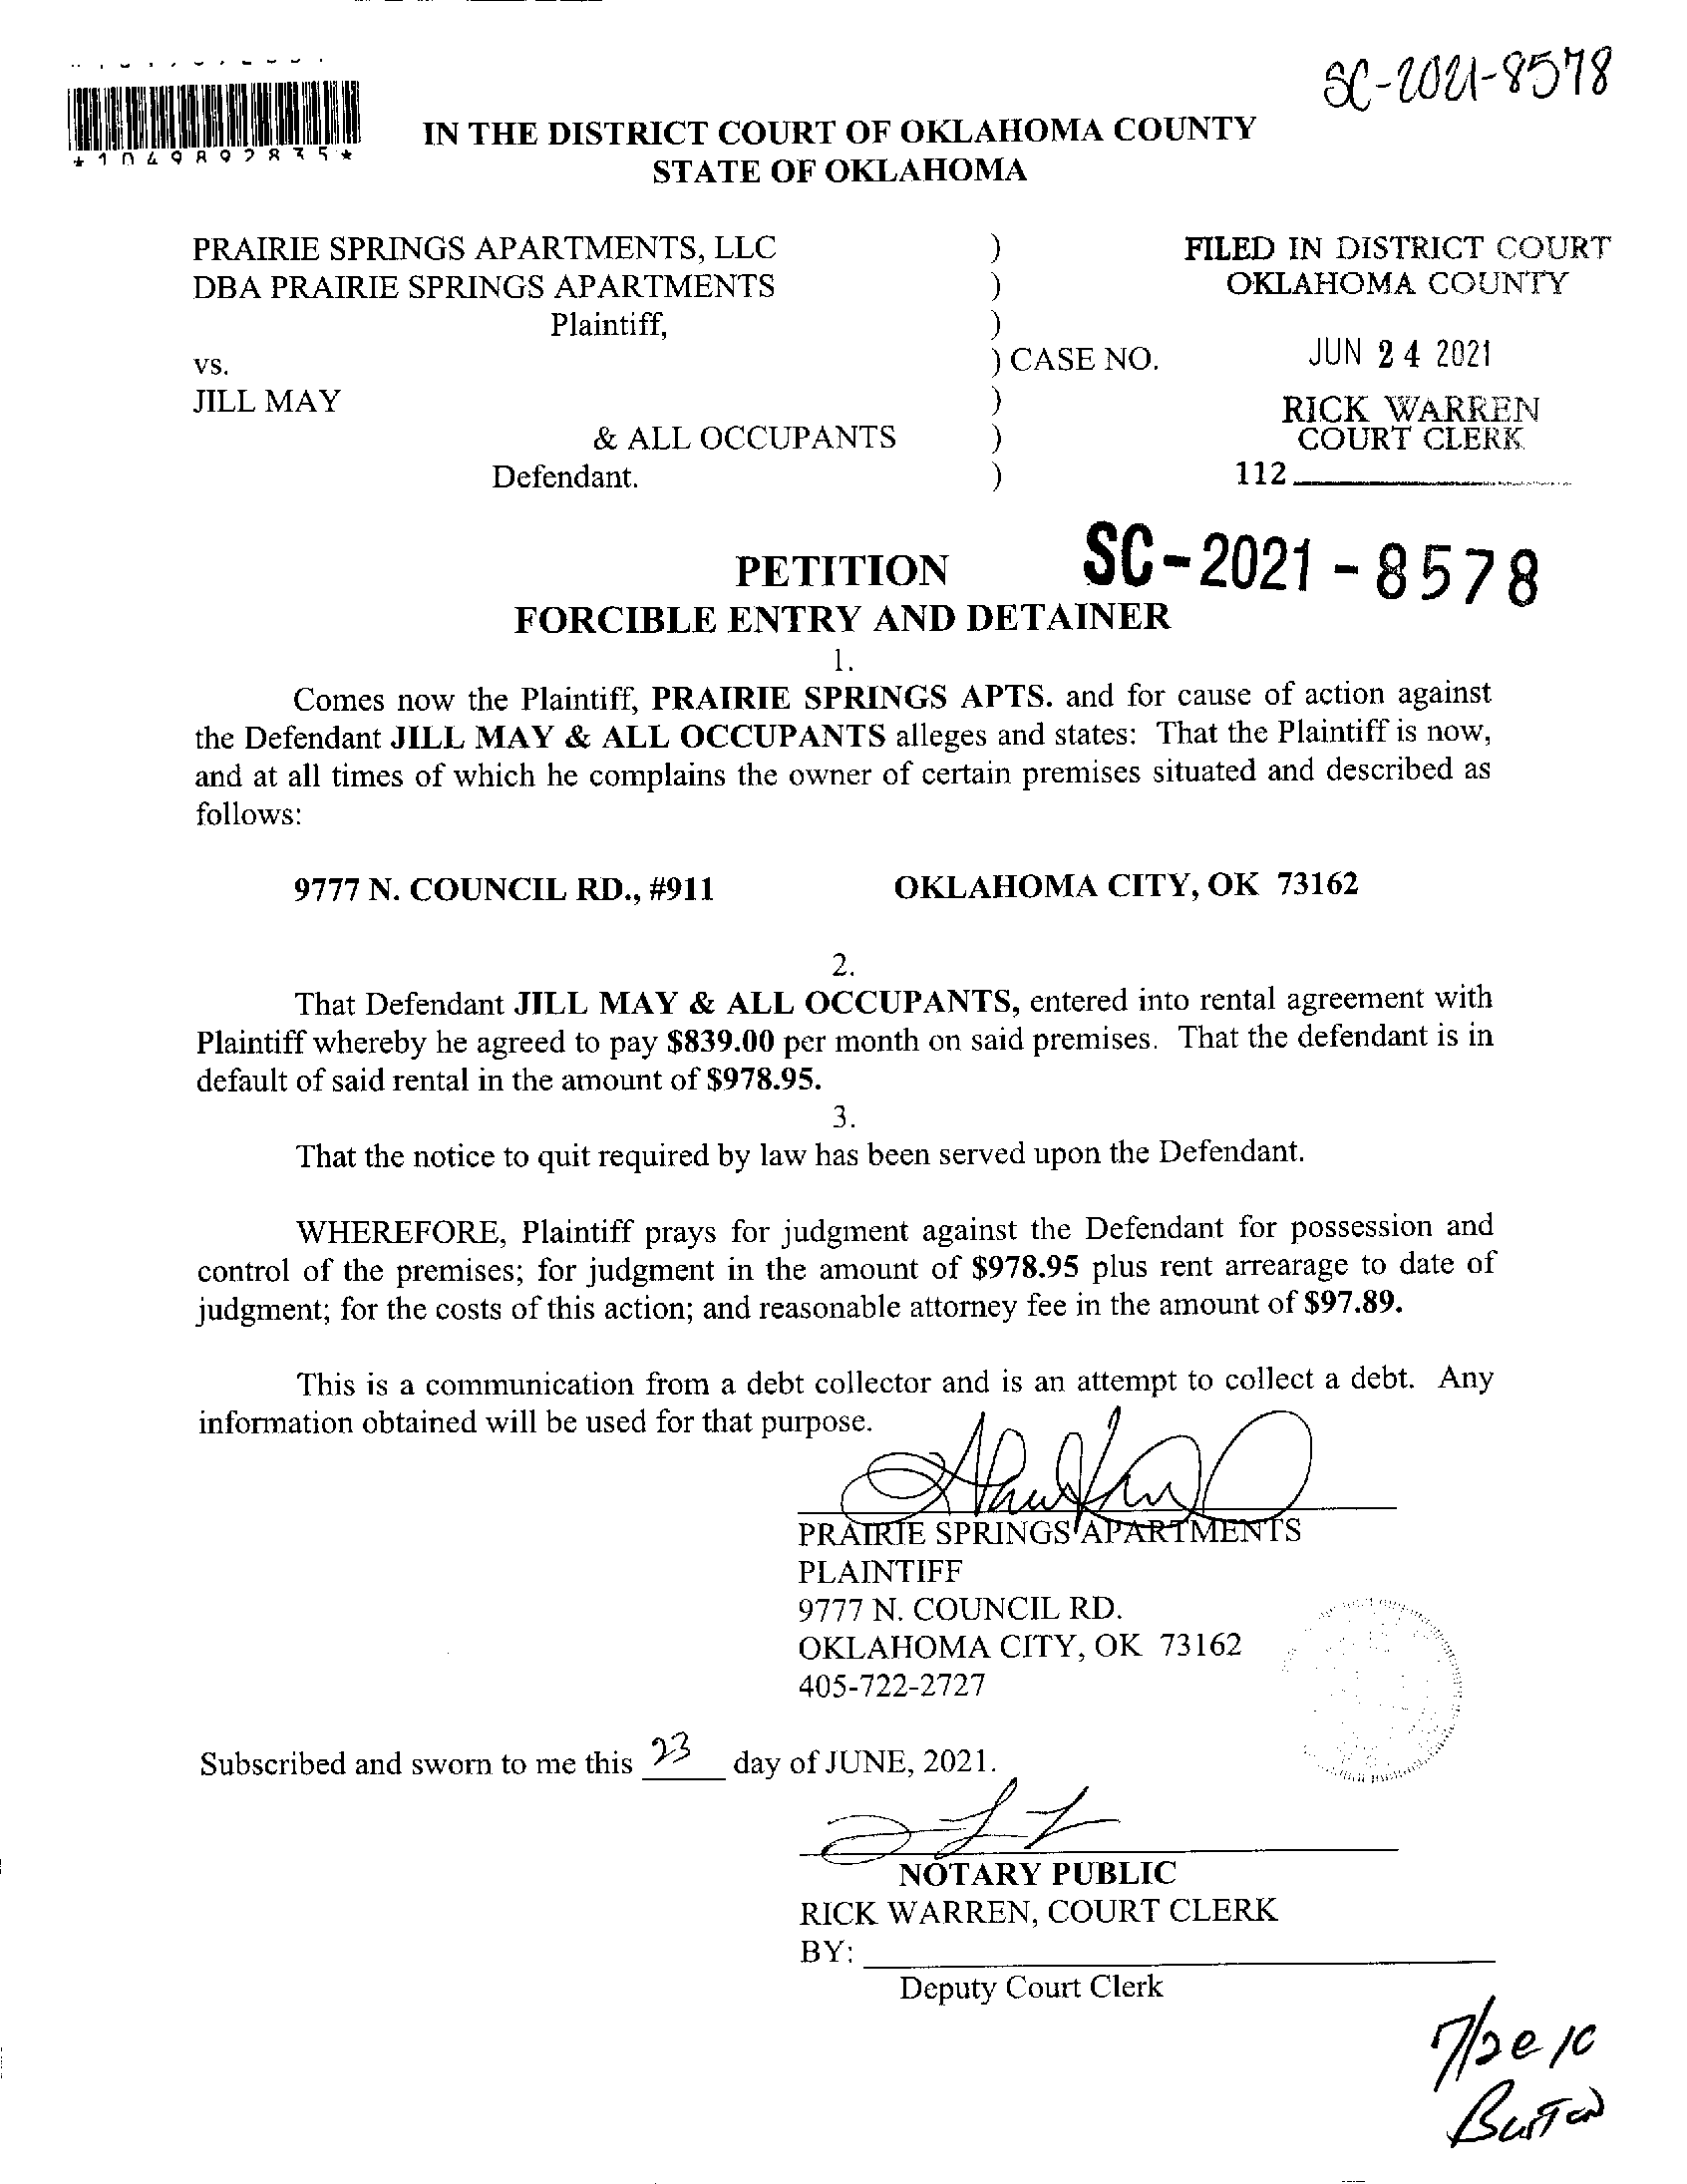 SC-2021-8578
IN THE DISTRICT COURT OF OKLAHOMA COUNTY
STATE OF OKLAHOMA
PRAIRIE SPRINGS APARTMENTS, LLC )
DBA PRAIRIE SPRINGS APARTMENTS )
Plaintiff, )
vs. ) CASE NO.
JILL MAY )
& ALL OCCUPANTS )
Defendant. )
FILED IN DISTRICT COURT
OKLAHOMA COUNTY
JUN 24 2021
RICK WARREN
COURT CLERK
112
SC-2021-8578
PETITION
FORCIBLE ENTRY AND DETAINER
1.
Comes now the Plaintiff, PRAIRIE SPRINGS APTS. and for cause of action against
the Defendant JILL MAY & ALL OCCUPANTS alleges and states: That the Plaintiff is now,
and at all times of which he complains the owner of certain premises situated and described as
follows:
9777 N. COUNCIL RD., #911 OKLAHOMA CITY, OK 73162
2.
That Defendant JILL MAY & ALL OCCUPANTS, entered into rental agreement with
Plaintiff whereby he agreed to pay $839.00 per month on said premises. That the defendant is in
default of said rental in the amount of $978.95.
3.
That the notice to quit required by law has been served upon the Defendant.
WHEREFORE, Plaintiff prays for judgment against the Defendant for possession and
control of the premises; for judgment in the amount of $978.95 plus rent arrearage to date of
judgment; for the costs of this action; and reasonable attorney fee in the amount of $97.89.
This is a communication from a debt collector and is an attempt to collect a debt. Any
information obtained will be used for that purpose.
PRAIRIE SPRINGS APARTMENTS
PLAINTIFF
9777 N. COUNCIL RD.
OKLAHOMA CITY, OK 73162
405-722-2727
Subscribed and sworn to me this 23 day of JUNE, 2021.
NOTARY PUBLIC
RICK WARREN, COURT CLERK
BY:
Deputy Court Clerk